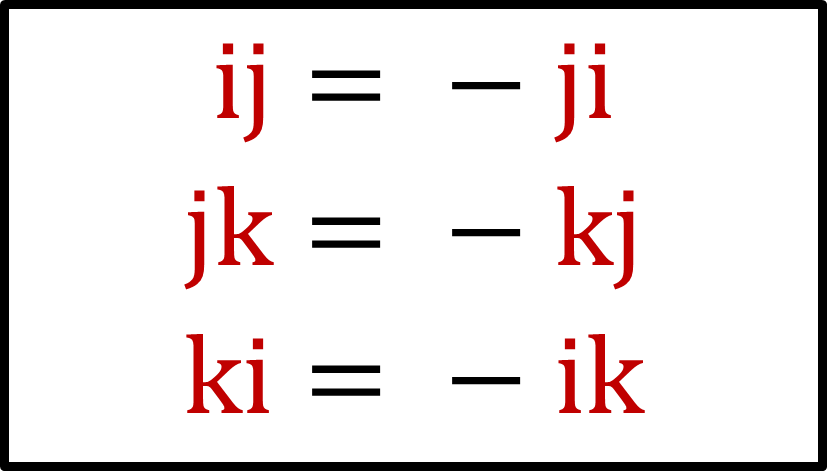 ij = − ji
jk = − kj
ki = − ik